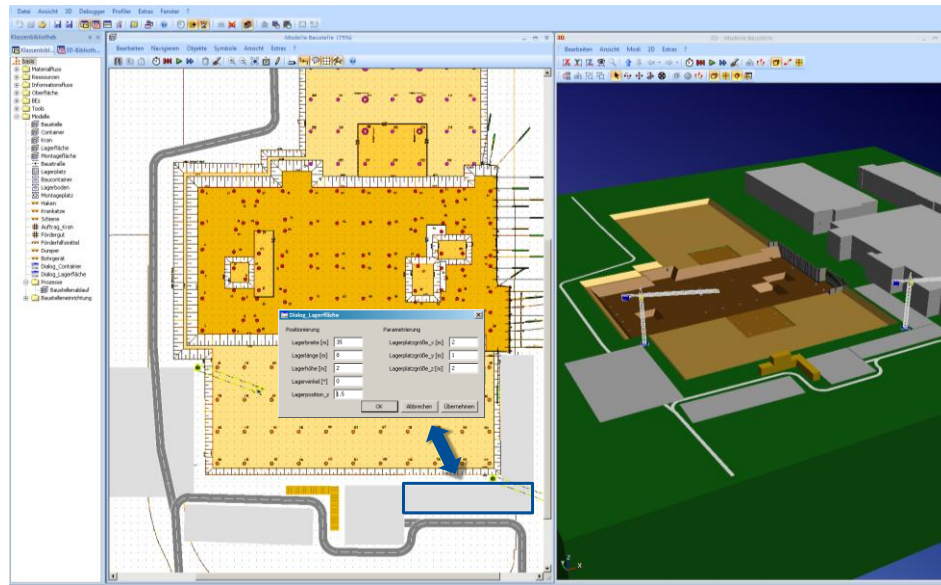 Datei Ansicht 3D Debugger Profiler Extras Fenster ?
Klassenbibliothek
Klassenbibl... 3D-Biblioth...
Basis
Materialfluss
Ressourcen
Informationsfluss
Oberfläche
BEs
Tools
Modelle
Bauteile
Container
Kran
Lagerfläche
Montagefläche
Baustraße
Lagerplatz
Baucontainer
Lagerboden
Montageplatz
Haken
Krankatze
Schiene
Auftrag_Kran
Fördergut
Förderhilfsmittel
Dumper
Bohrgerät
Dialog_Container
Dialog_Lagerfläche
Prozesse
Baustellenablauf
Baustelleneinrichtung
Modelle Baustelle (75%)
Bearbeiten Navigieren Objekte Symbole Ansicht Extras ?
Dialog_Lagerfläche
Positionierung
Lagerbreite [m] 35
Lagerlänge [m] 8
Lagerhöhe [m] 2
Lagerwinkel [°] 0
Lagerposition_z 1.5
Parametrierung
Lagerplatzgröße_x [m] 2
Lagerplatzgröße_y [m] 1
Lagerplatzgröße_z [m] 2
OK Abbrechen Übernehmen
3D
3D - Modelle Baustelle
Bearbeiten Ansicht Modi 2D Extras ?
Z
X